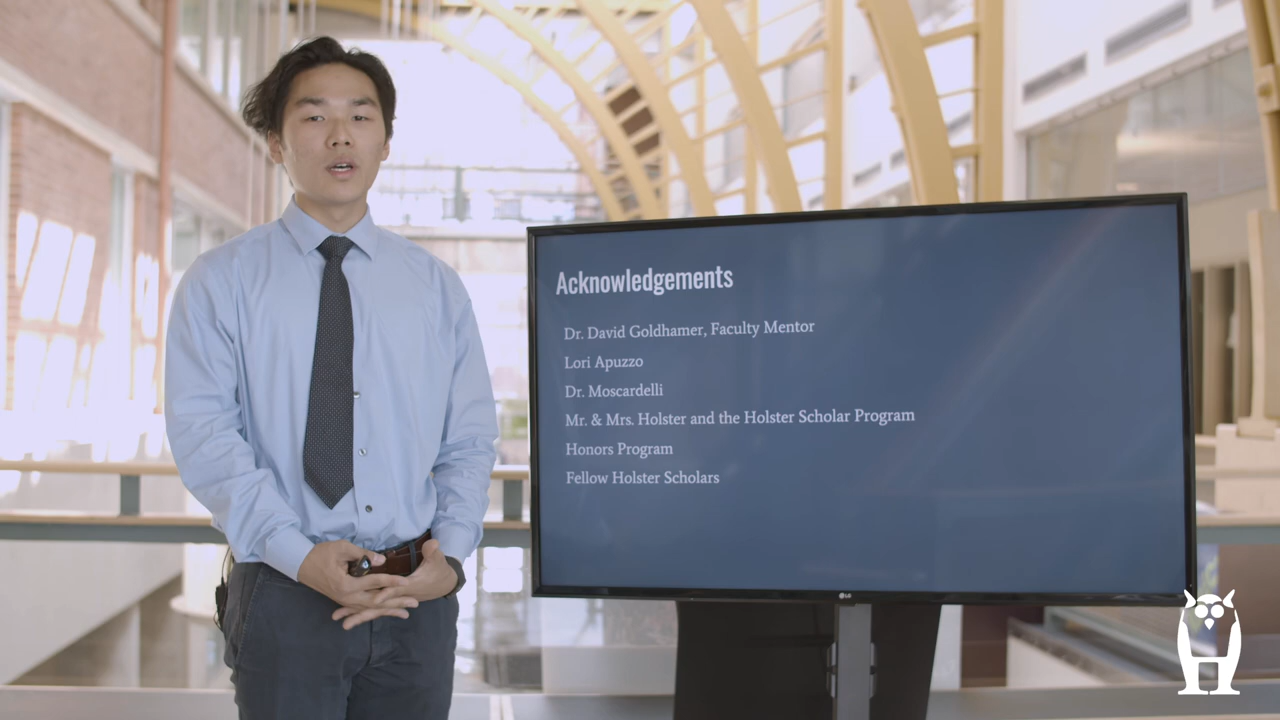 Acknowledgements
Dr. David Goldhamer, Faculty Mentor
Lori Apuzzo
Dr. Moscardelli
Mr. & Mrs. Holster and the Holster Scholar Program
Honors Program
Fellow Holster Scholars
LG